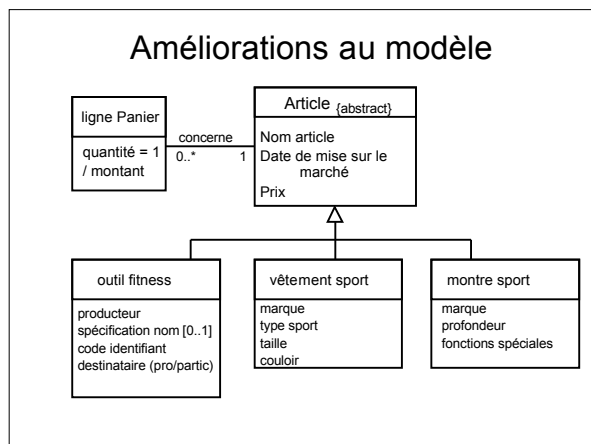 Améliorations au modèle
ligne Panier
quantité = 1
/ montant
concerne
0..*
1
Article {abstract}
Nom article
Date de mise sur le
marché
Prix
outil fitness
producteur
spécification nom [0..1]
code identifiant
destinataire (pro/partic)
vêtement sport
marque
type sport
taille
couloir
montre sport
marque
profondeur
fonctions spéciales